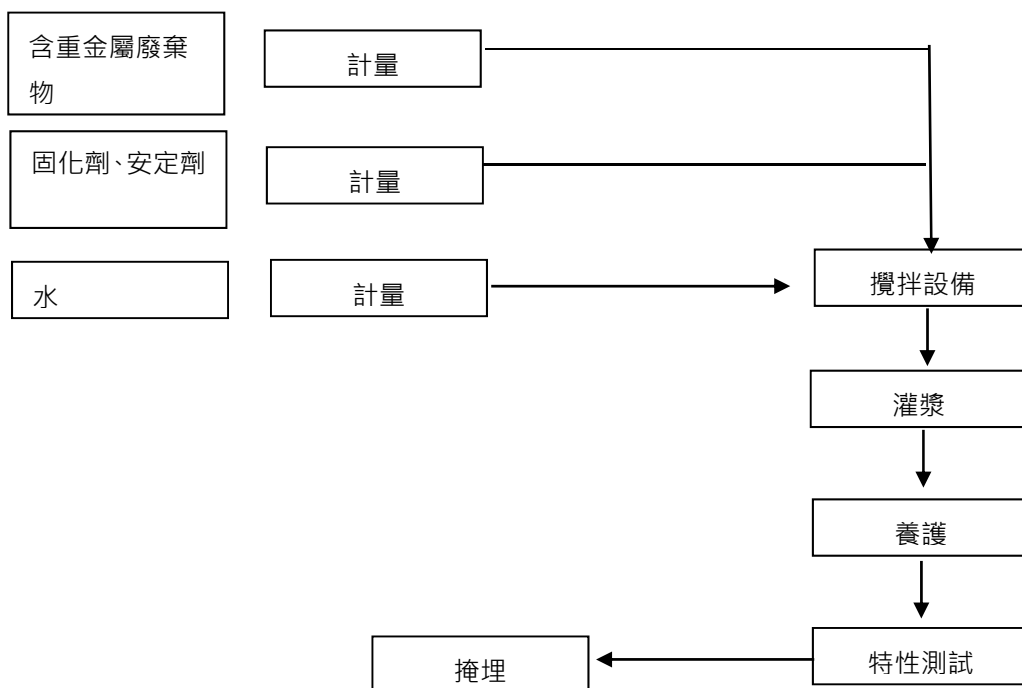 含重金屬廢棄
物
計量
固化劑、安定劑
計量
水
計量
攪拌設備
灌漿
養護
特性測試
掩埋